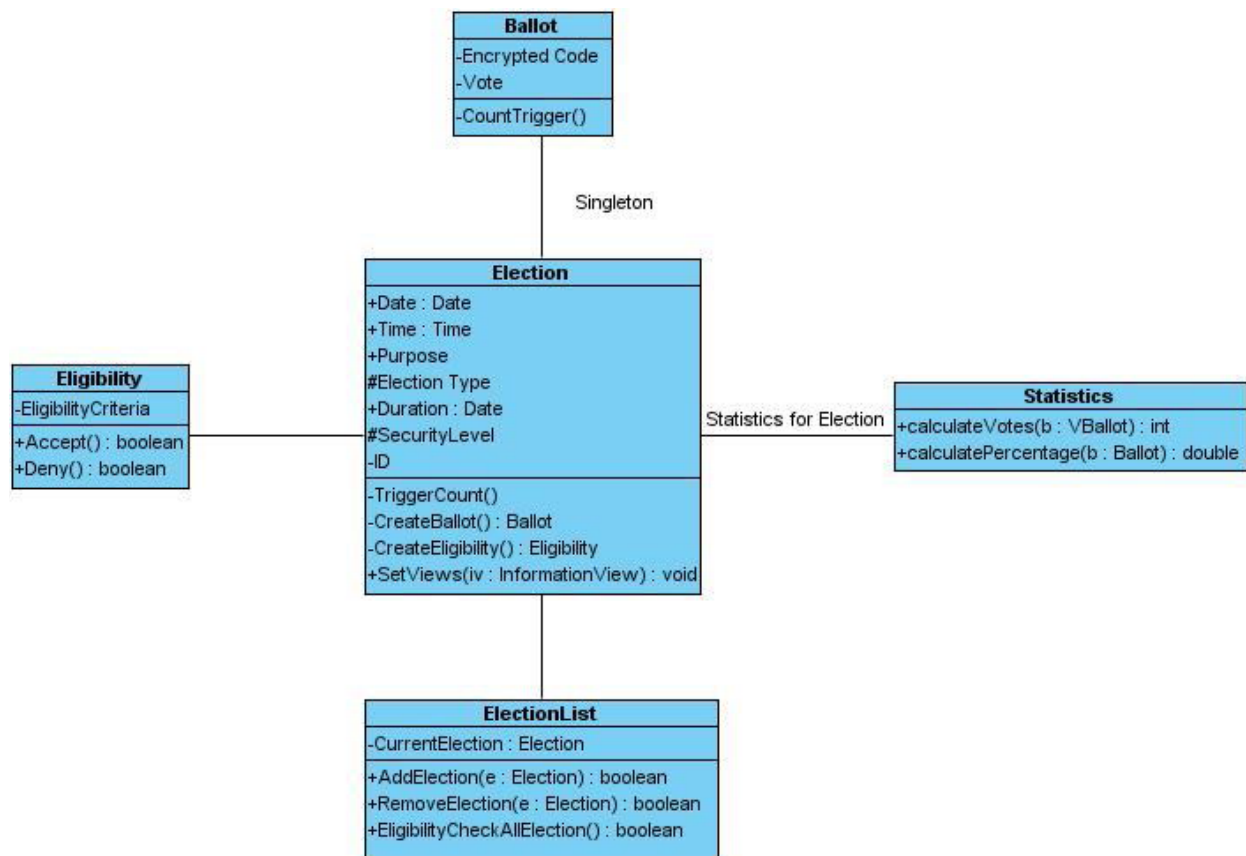 Ballot
-Encrypted Code
-Vote
-CountTrigger()
Singleton
Election
+Date : Date
+Time : Time
+Purpose
#Election Type
+Duration : Date
#SecurityLevel
-ID
-TriggerCount()
-CreateBallot() : Ballot
-CreateEligibility() : Eligibility
+SetViews(iv : InformationView) : void
Eligibility
-EligibilityCriteria
+Accept() : boolean
+Deny() : boolean
Statistics for Election
Statistics
+calculateVotes(b : VBallot) : int
+calculatePercentage(b : Ballot) : double
ElectionList
-CurrentElection : Election
+AddElection(e : Election) : boolean
+RemoveElection(e : Election) : boolean
+EligibilityCheckAllElection() : boolean